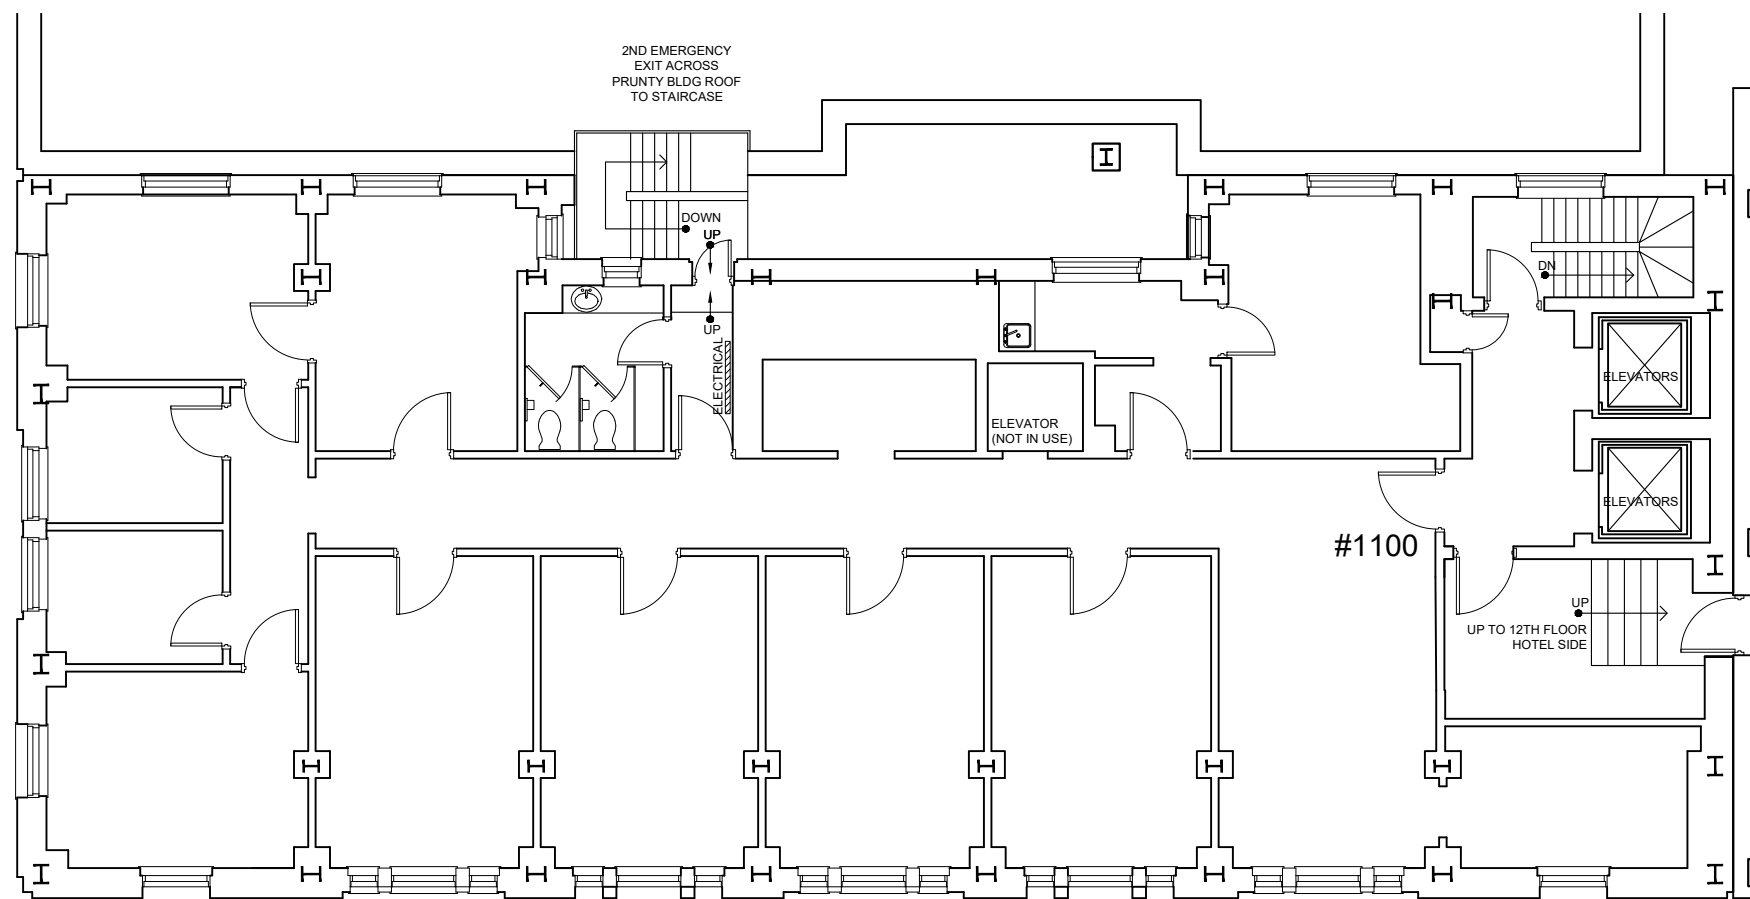 2ND EMERGENCY
EXIT ACROSS
PRUNTY BLDG ROOF
TO STAIRCASE
DOWN
UP
DN
UP
ELECTRICAL
ELEVATORS
ELEVATOR
(NOT IN USE)
ELEVATORS
#1100
UP
UP TO 12TH FLOOR
HOTEL SIDE